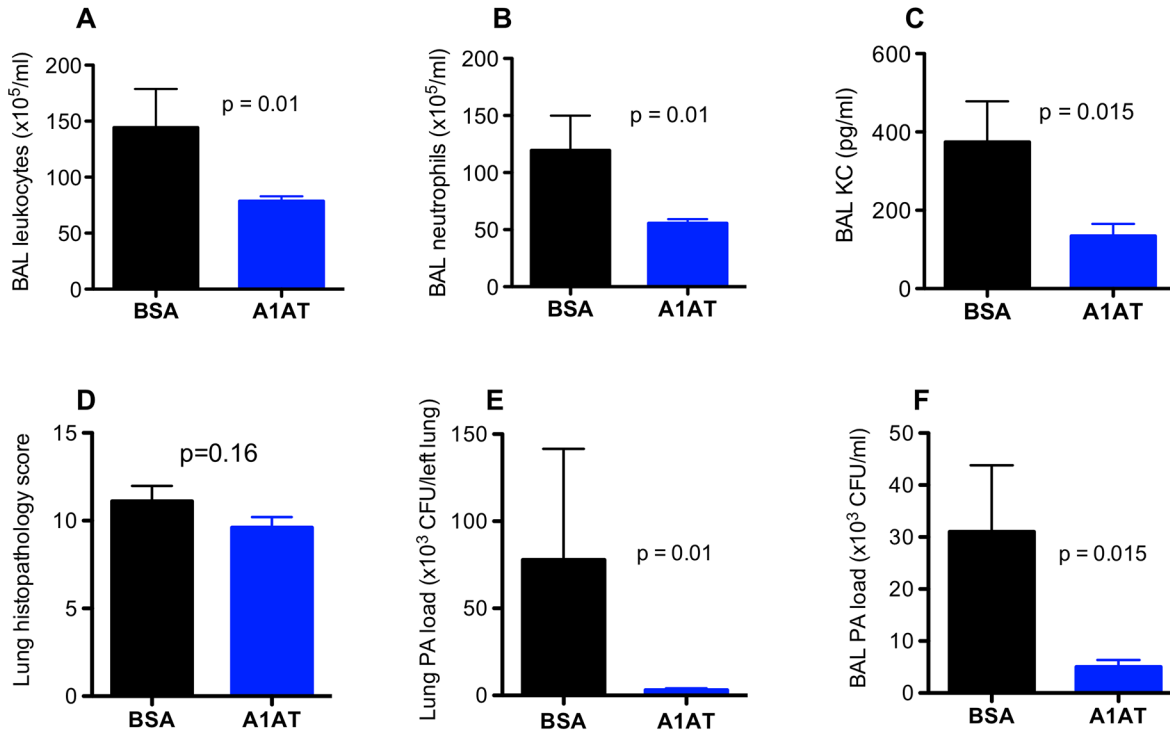 A
BAL leukocytes (x10⁵/ml)
200
150
100
50
0
p = 0.01
BSA A1AT
B
BAL neutrophils (x10⁵/ml)
200
150
100
50
0
p = 0.01
BSA A1AT
C
BAL KC (pg/ml)
600
400
200
0
p = 0.015
BSA A1AT
D
Lung histopathology score
15
10
5
0
p=0.16
BSA A1AT
E
Lung PA load (x10³ CFU/left lung)
150
100
50
0
p = 0.01
BSA A1AT
F
BAL PA load (x10³ CFU/ml)
50
40
30
20
10
0
p = 0.015
BSA A1AT